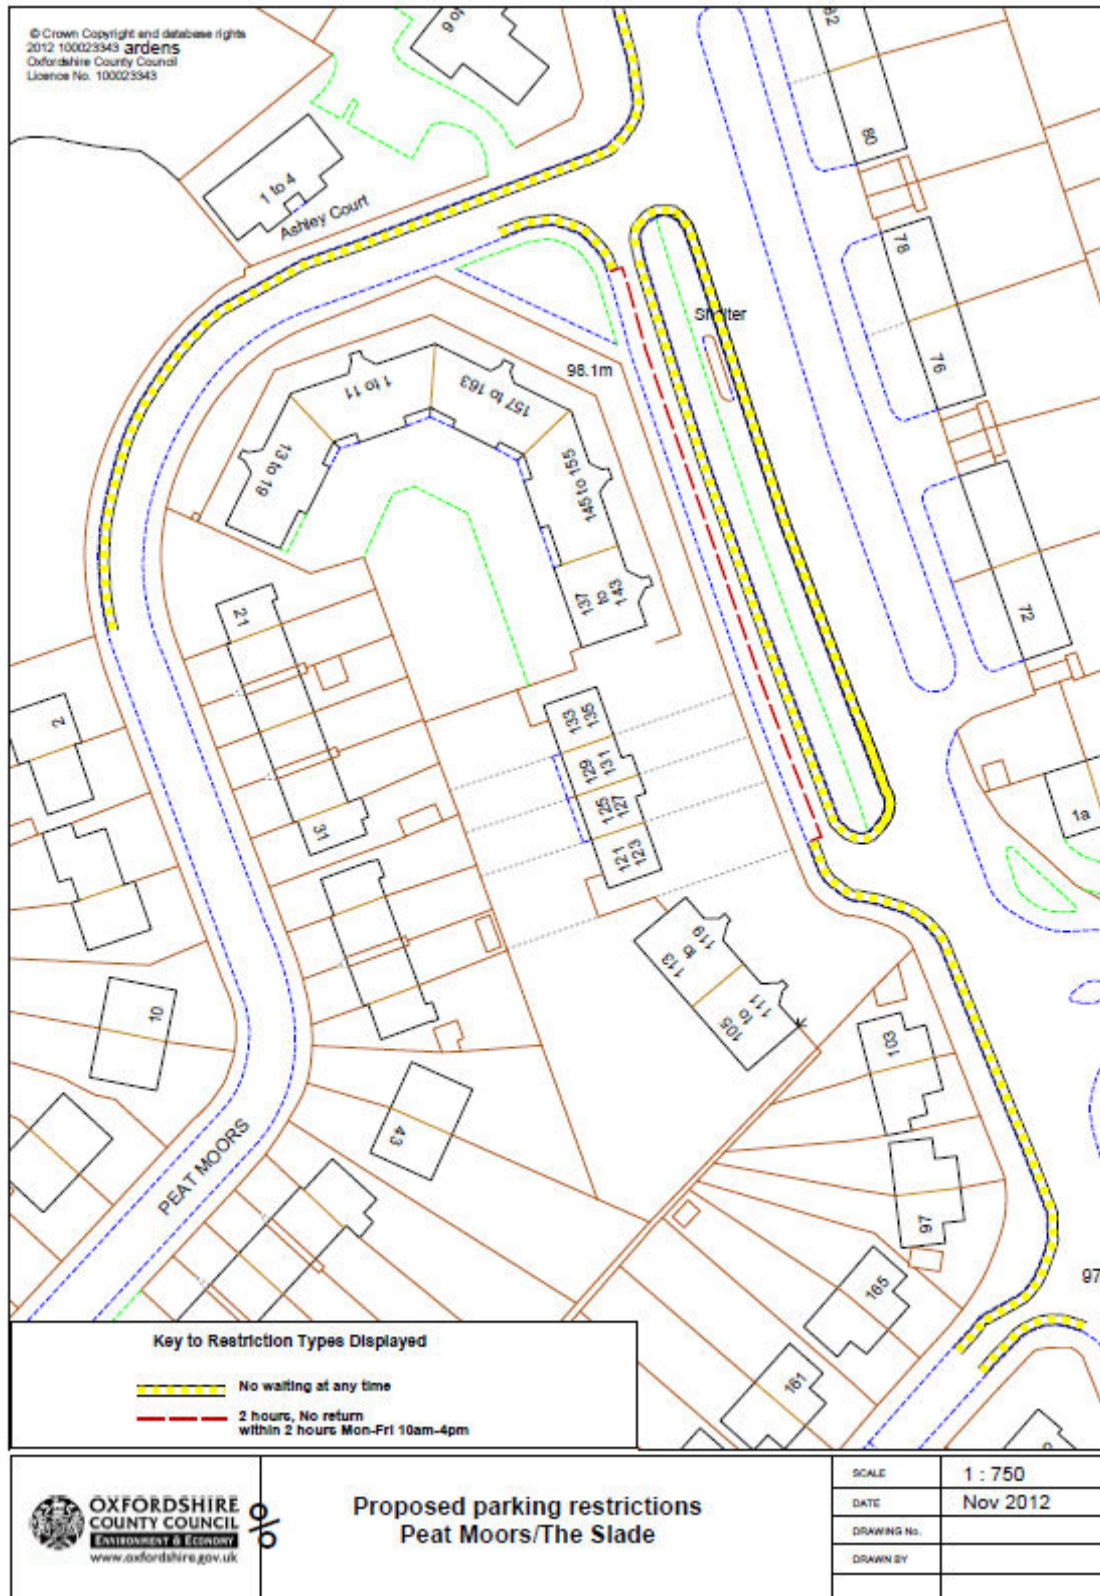 © Crown Copyright and database rights
2012 100023343 ardens
Oxfordshire County Council
Licence No. 100023343
1 to 4
Ashley Court
80
78
Shelter
76
98.1m
1 to 11
157 to 163
13 to 19
145 to 155
137 to 143
72
21
2
133 135
129 131
125 127
121 123
31
1a
113 to 119
105 to 111
10
103
43
PEAT MOORS
97
165
97
161
Key to Restriction Types Displayed
No waiting at any time
2 hours, No return
within 2 hours Mon-Fri 10am-4pm
OXFORDSHIRE
COUNTY COUNCIL
ENVIRONMENT & ECONOMY
www.oxfordshire.gov.uk
%
Proposed parking restrictions
Peat Moors/The Slade
SCALE 1 : 750
DATE Nov 2012
DRAWING No.
DRAWN BY